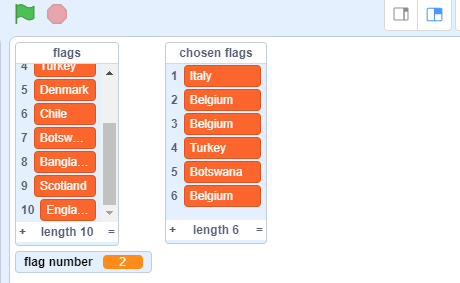 flags
4 Turkey
5 Denmark
6 Chile
7 Botsw...
8 Bangla...
9 Scotland
10 Engla...
+ length 10 =
chosen flags
1 Italy
2 Belgium
3 Belgium
4 Turkey
5 Botswana
6 Belgium
+ length 6 =
flag number 2